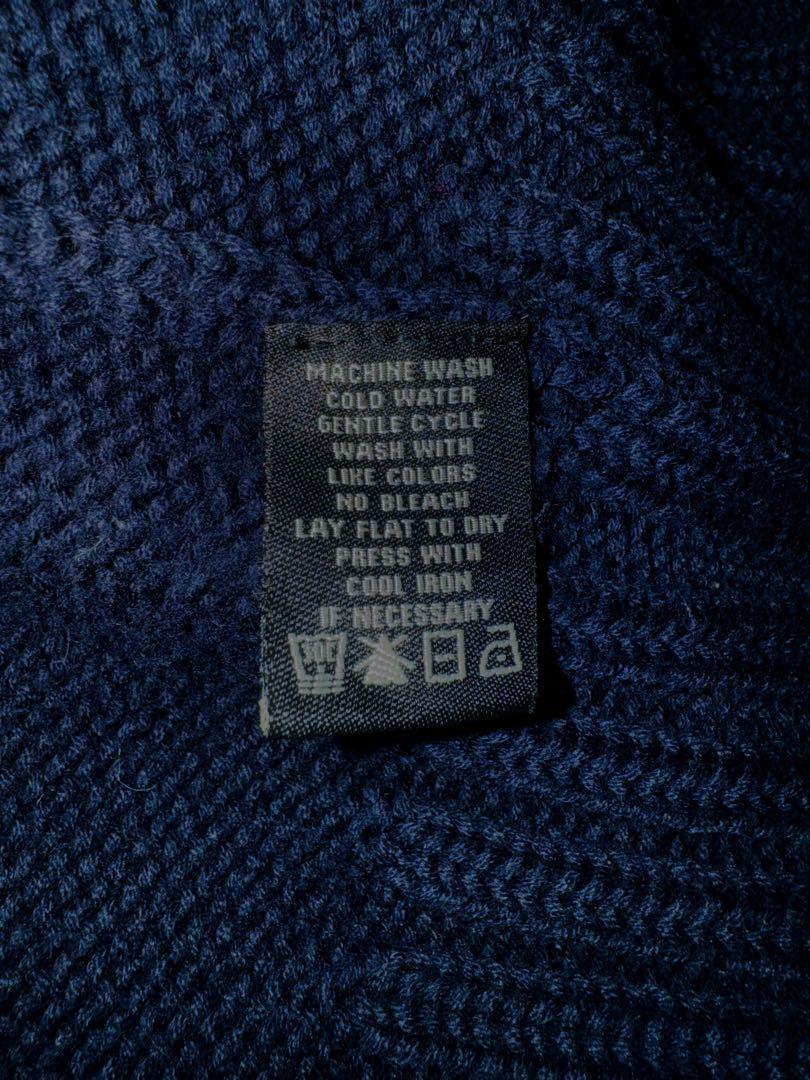 MACHINE WASH
COLD WATER
GENTLE CYCLE
WASH WITH
LIKE COLORS
NO BLEACH
LAY FLAT TO DRY
PRESS WITH
COOL IRON
IF NECESSARY